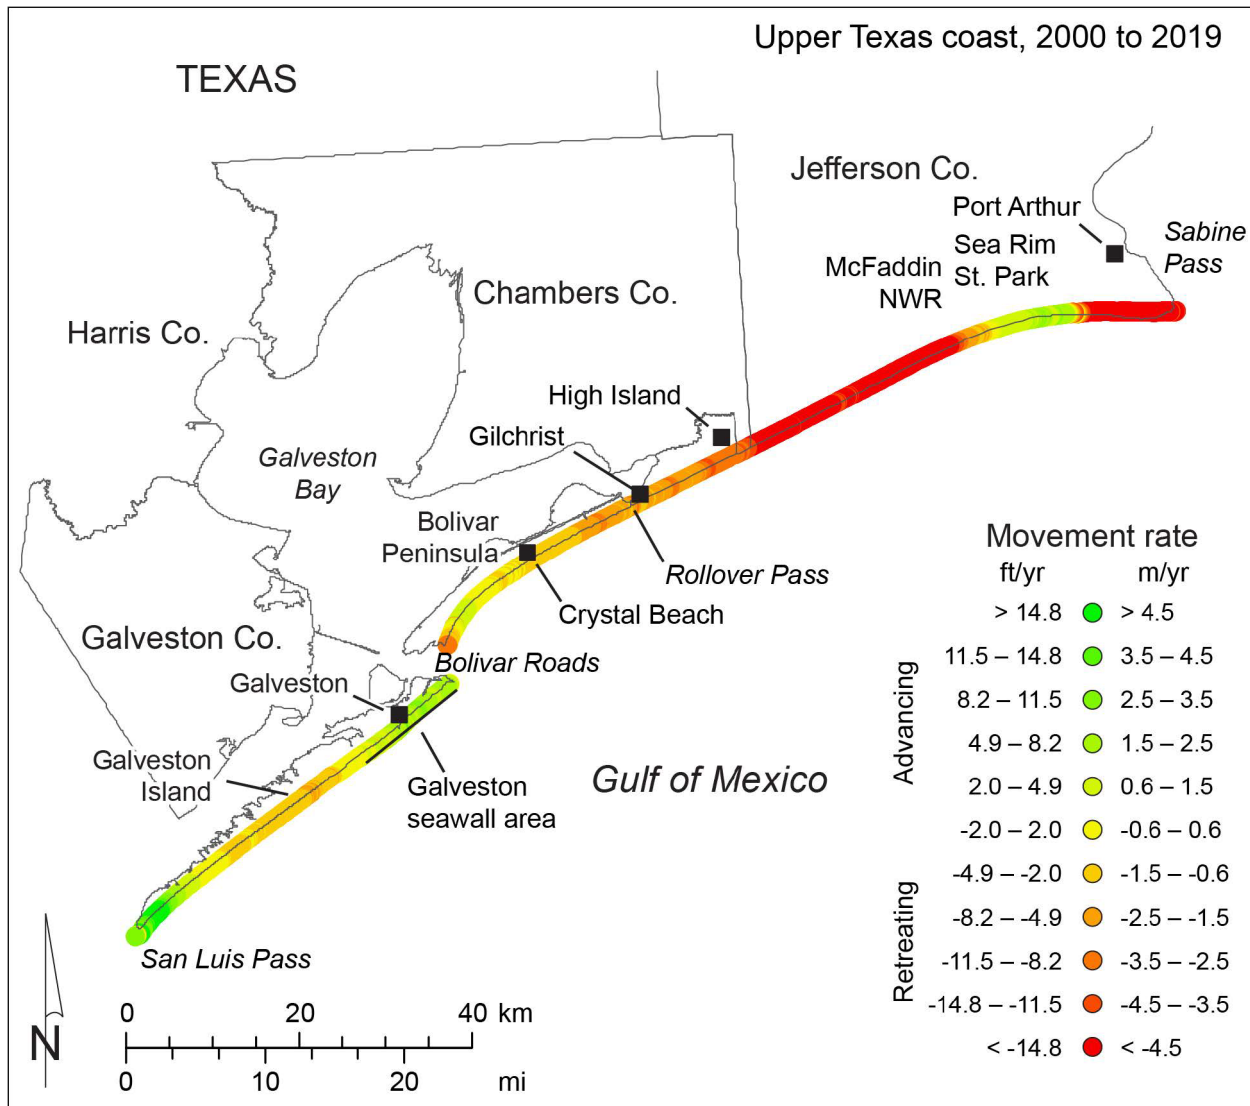 Upper Texas coast, 2000 to 2019
TEXAS
Jefferson Co.
Port Arthur
Sabine
Pass
Sea Rim
St. Park
McFaddin
NWR
Chambers Co.
Harris Co.
High Island
Gilchrist
Galveston
Bay
Bolivar
Peninsula
Rollover Pass
Crystal Beach
Galveston Co.
Bolivar Roads
Galveston
Galveston
Island
Galveston
seawall area
Gulf of Mexico
San Luis Pass
Movement rate
ft/yr m/yr
> 14.8 > 4.5
11.5 – 14.8 3.5 – 4.5
8.2 – 11.5 2.5 – 3.5
4.9 – 8.2 1.5 – 2.5
2.0 – 4.9 0.6 – 1.5
-2.0 – 2.0 -0.6 – 0.6
-4.9 – -2.0 -1.5 – -0.6
-8.2 – -4.9 -2.5 – -1.5
-11.5 – -8.2 -3.5 – -2.5
-14.8 – -11.5 -4.5 – -3.5
< -14.8 < -4.5
Advancing
Retreating
N
0 20 40 km
0 10 20 mi